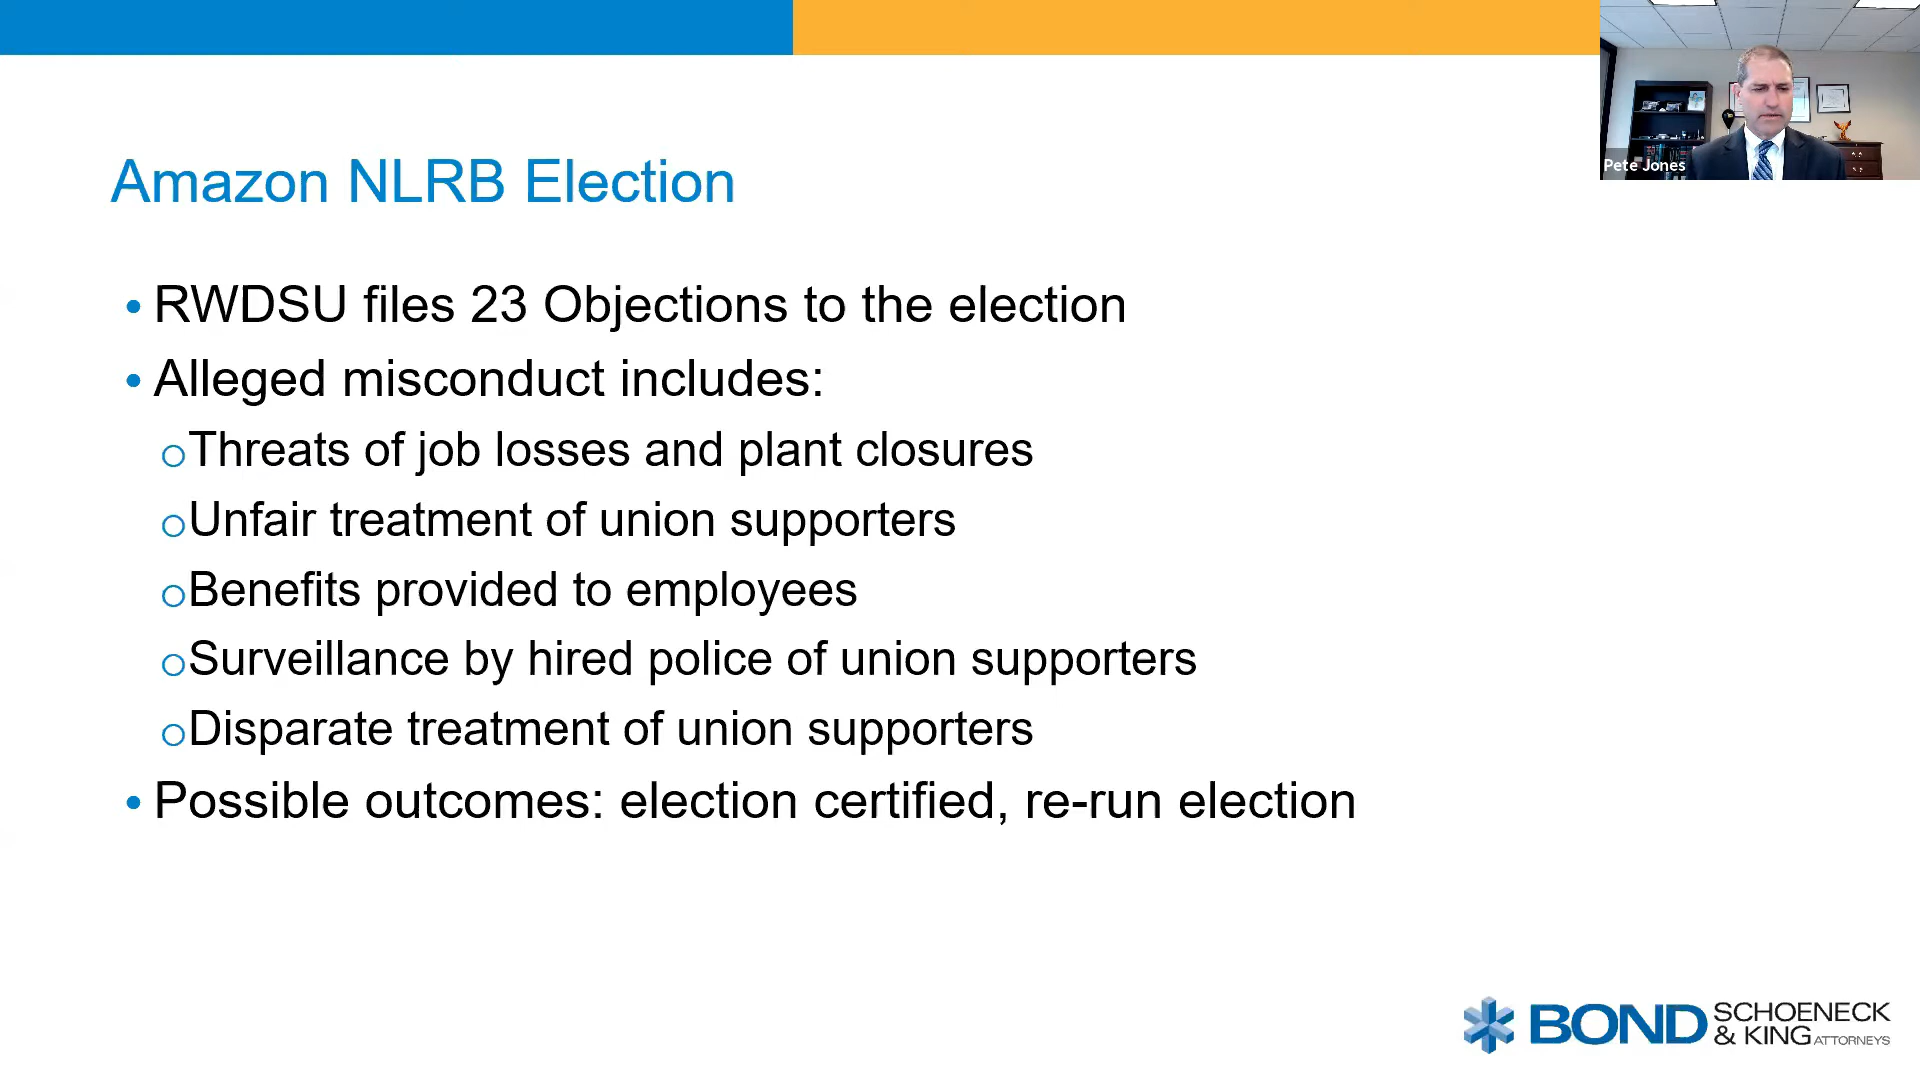 Pete Jones
Amazon NLRB Election
• RWDSU files 23 Objections to the election
• Alleged misconduct includes:
oThreats of job losses and plant closures
oUnfair treatment of union supporters
oBenefits provided to employees
oSurveillance by hired police of union supporters
oDisparate treatment of union supporters
• Possible outcomes: election certified, re-run election
BOND SCHOENECK
& KING ATTORNEYS